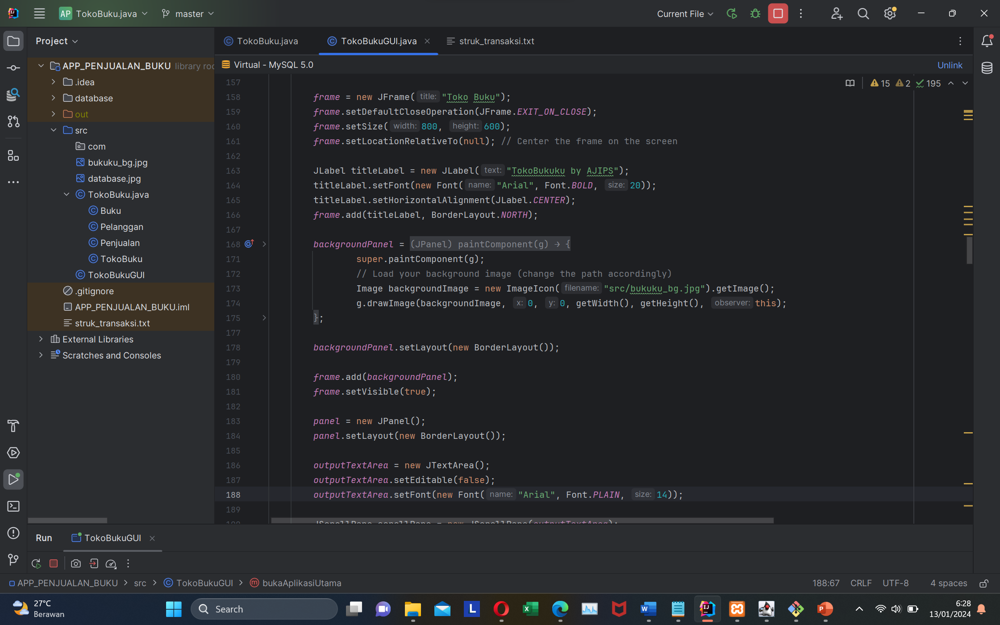 AP TokoBuku.java master Current File
Project
TokoBuku.java TokoBukuGUI.java struk_transaksi.txt
Virtual - MySQL 5.0 Unlink
15 2 195
APP_PENJUALAN_BUKU library roo
.idea
database
out
src
com
bukuku_bg.jpg
database.jpg
TokoBuku.java
Buku
Pelanggan
Penjualan
TokoBuku
TokoBukuGUI
.gitignore
APP_PENJUALAN_BUKU.iml
struk_transaksi.txt
External Libraries
Scratches and Consoles
157
158 frame = new JFrame( title: "Toko Buku");
159 frame.setDefaultCloseOperation(JFrame.EXIT_ON_CLOSE);
160 frame.setSize( width: 800, height: 600);
161 frame.setLocationRelativeTo(null); // Center the frame on the screen
162
163 JLabel titleLabel = new JLabel( text: "TokoBukuku by AJIPS");
164 titleLabel.setFont(new Font( name: "Arial", Font.BOLD, size: 20));
165 titleLabel.setHorizontalAlignment(JLabel.CENTER);
166 frame.add(titleLabel, BorderLayout.NORTH);
167
168 backgroundPanel = (JPanel) paintComponent(g) → {
171 super.paintComponent(g);
172 // Load your background image (change the path accordingly)
173 Image backgroundImage = new ImageIcon( filename: "src/bukuku_bg.jpg").getImage();
174 g.drawImage(backgroundImage, x: 0, y: 0, getWidth(), getHeight(), observer: this);
175 };
177
178 backgroundPanel.setLayout(new BorderLayout());
179
180 frame.add(backgroundPanel);
181 frame.setVisible(true);
182
183 panel = new JPanel();
184 panel.setLayout(new BorderLayout());
185
186 outputTextArea = new JTextArea();
187 outputTextArea.setEditable(false);
188 outputTextArea.setFont(new Font( name: "Arial", Font.PLAIN, size: 14));
189
Run TokoBukuGUI
APP_PENJUALAN_BUKU > src > TokoBukuGUI > bukaAplikasiUtama 188:67 CRLF UTF-8 4 spaces
27°C
Berawan
Search
6:28
13/01/2024